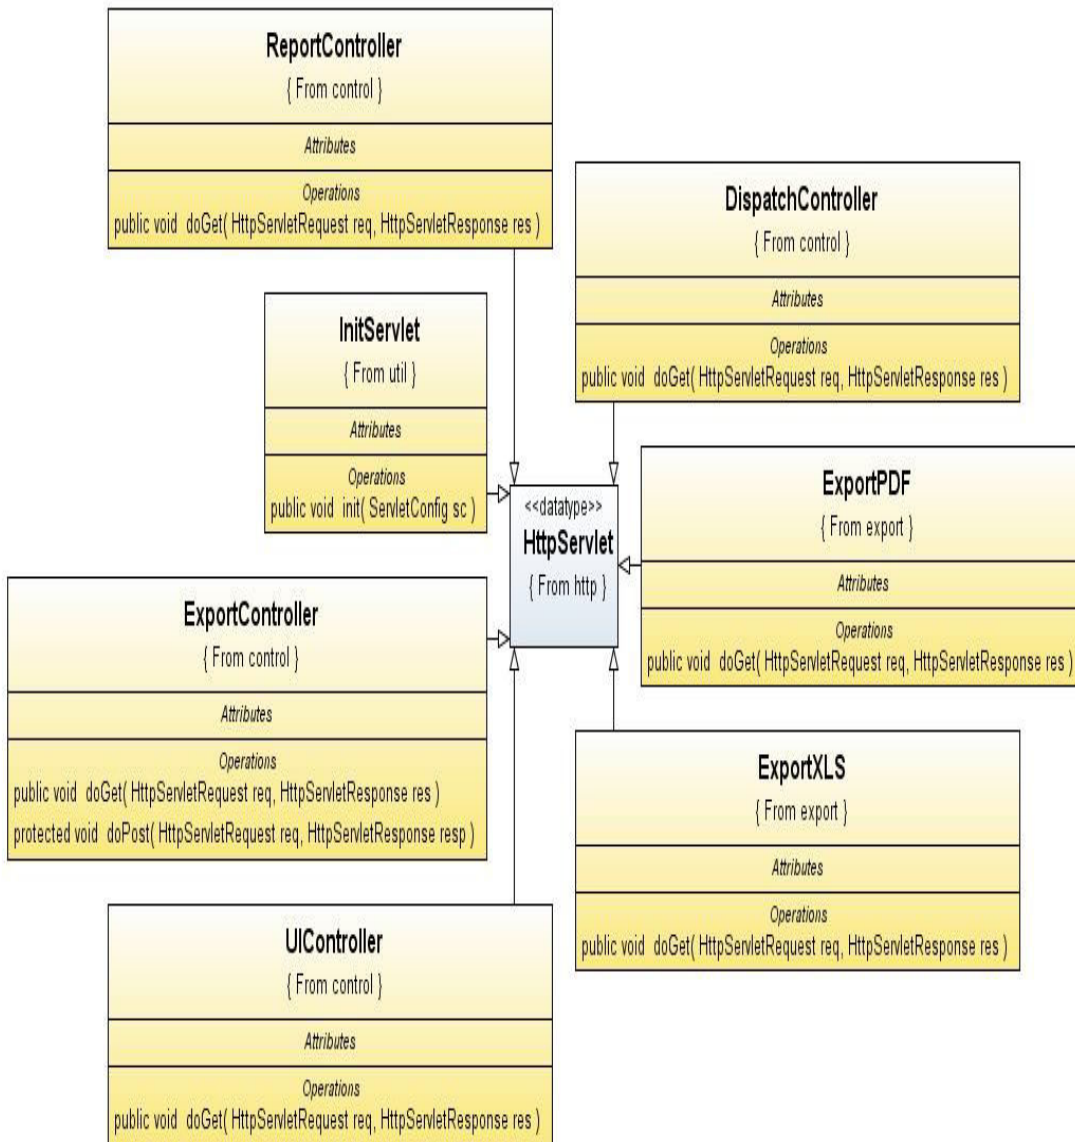 ReportController
{ From control }
Attributes
Operations
public void doGet( HttpServletRequest req, HttpServletResponse res )
DispatchController
{ From control }
Attributes
Operations
public void doGet( HttpServletRequest req, HttpServletResponse res )
InitServlet
{ From util }
Attributes
Operations
public void init( ServletConfig sc )
<<datatype>>
HttpServlet
{ From http }
ExportPDF
{ From export }
Attributes
Operations
public void doGet( HttpServletRequest req, HttpServletResponse res )
ExportController
{ From control }
Attributes
Operations
public void doGet( HttpServletRequest req, HttpServletResponse res )
protected void doPost( HttpServletRequest req, HttpServletResponse resp )
ExportXLS
{ From export }
Attributes
Operations
public void doGet( HttpServletRequest req, HttpServletResponse res )
UIController
{ From control }
Attributes
Operations
public void doGet( HttpServletRequest req, HttpServletResponse res )